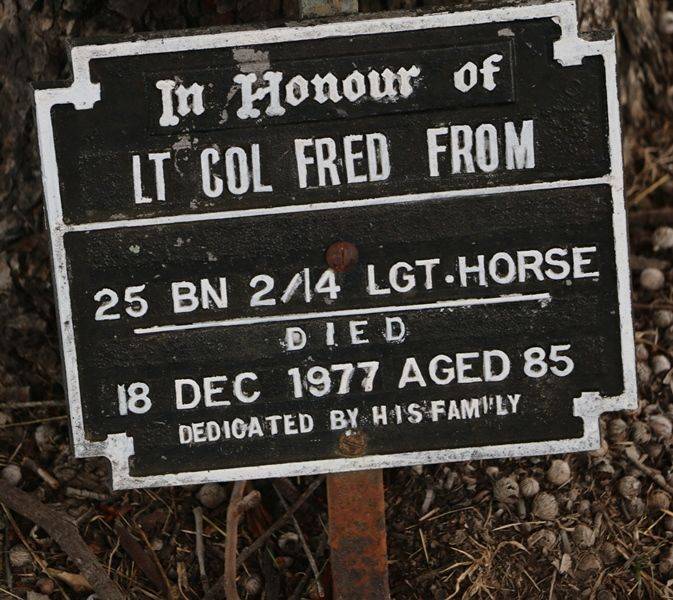 In Honour of
LT COL FRED FROM
25 BN 2/14 LGT. HORSE
DIED
18 DEC 1977 AGED 85
DEDICATED BY HIS FAMILY